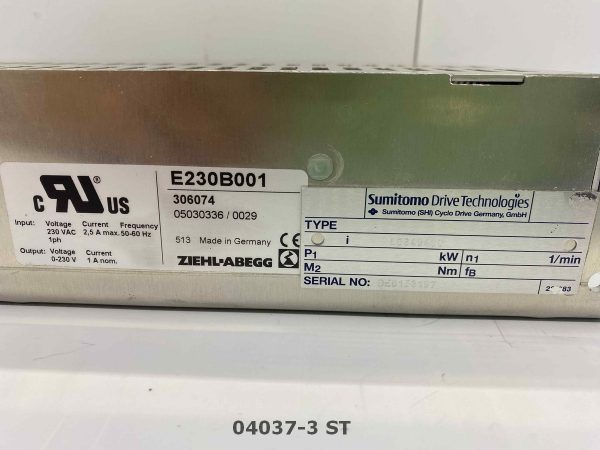 E230B001
306074
05030336 / 0029
C RU ® US
Input: Voltage Current Frequency
230 VAC 2,5 A max. 50-60 Hz
1ph
Output: Voltage Current
0-230 V 1 A nom.
513 Made in Germany CE
ZIEHL-ABEGG
Sumitomo Drive Technologies
Sumitomo (SHI) Cyclo Drive Germany, GmbH
TYPE
i
P1 kW n1 1/min
M2 Nm fB
SERIAL NO:
04037-3 ST